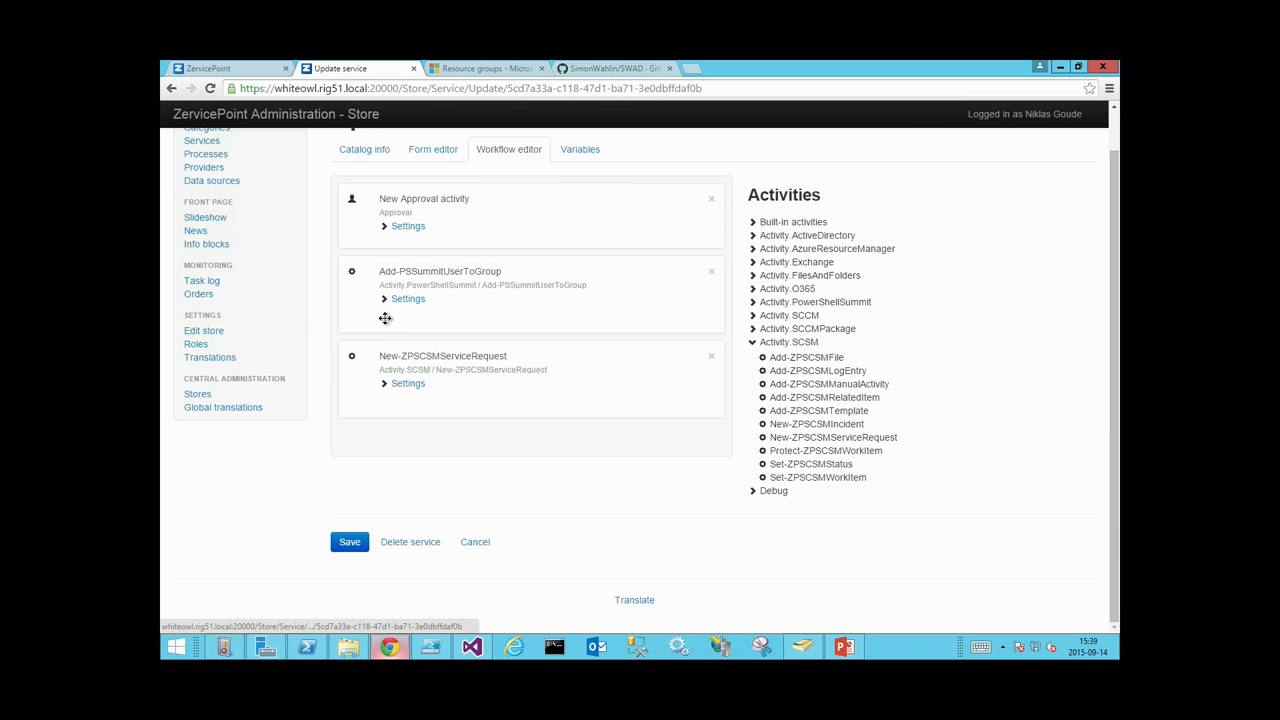 ZervicePoint
Update service
Resource groups - Micros
SimonWahlin/SWAD · Git
https://whiteowl.rig51.local:20000/Store/Service/Update/5cd7a33a-c118-47d1-ba71-3e0dbffdaf0b
ZervicePoint Administration - Store
Logged in as Niklas Goude
Categories
Services
Processes
Providers
Data sources
FRONT PAGE
Slideshow
News
Info blocks
MONITORING
Task log
Orders
SETTINGS
Edit store
Roles
Translations
CENTRAL ADMINISTRATION
Stores
Global translations
Catalog info
Form editor
Workflow editor
Variables
New Approval activity
Approval
Settings
Add-PSSummitUserToGroup
Activity.PowerShellSummit / Add-PSSummitUserToGroup
Settings
New-ZPSCSMServiceRequest
Activity.SCSM / New-ZPSCSMServiceRequest
Settings
Activities
Built-in activities
Activity.ActiveDirectory
Activity.AzureResourceManager
Activity.Exchange
Activity.FilesAndFolders
Activity.O365
Activity.PowerShellSummit
Activity.SCCM
Activity.SCCMPackage
Activity.SCSM
Add-ZPSCSMFile
Add-ZPSCSMLogEntry
Add-ZPSCSMManualActivity
Add-ZPSCSMRelatedItem
Add-ZPSCSMTemplate
New-ZPSCSMIncident
New-ZPSCSMServiceRequest
Protect-ZPSCSMWorkItem
Set-ZPSCSMStatus
Set-ZPSCSMWorkItem
Debug
Save
Delete service
Cancel
Translate
whiteowl.rig51.local:20000/Store/Service/.../5cd7a33a-c118-47d1-ba71-3e0dbffdaf0b
15:39
2015-09-14